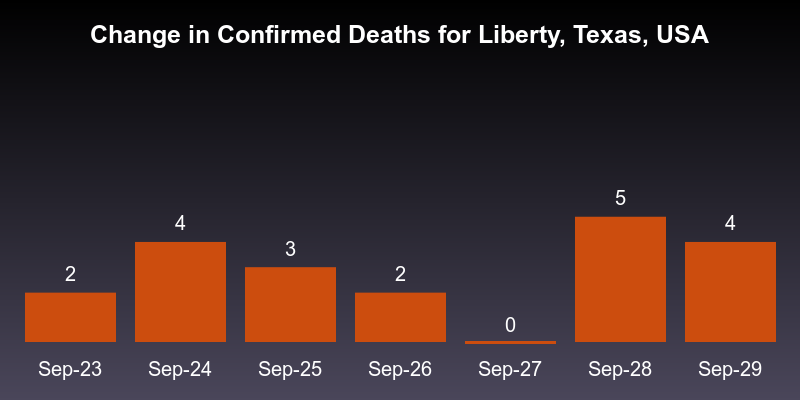 Change in Confirmed Deaths for Liberty, Texas, USA
2
4
3
2
0
5
4
Sep-23
Sep-24
Sep-25
Sep-26
Sep-27
Sep-28
Sep-29